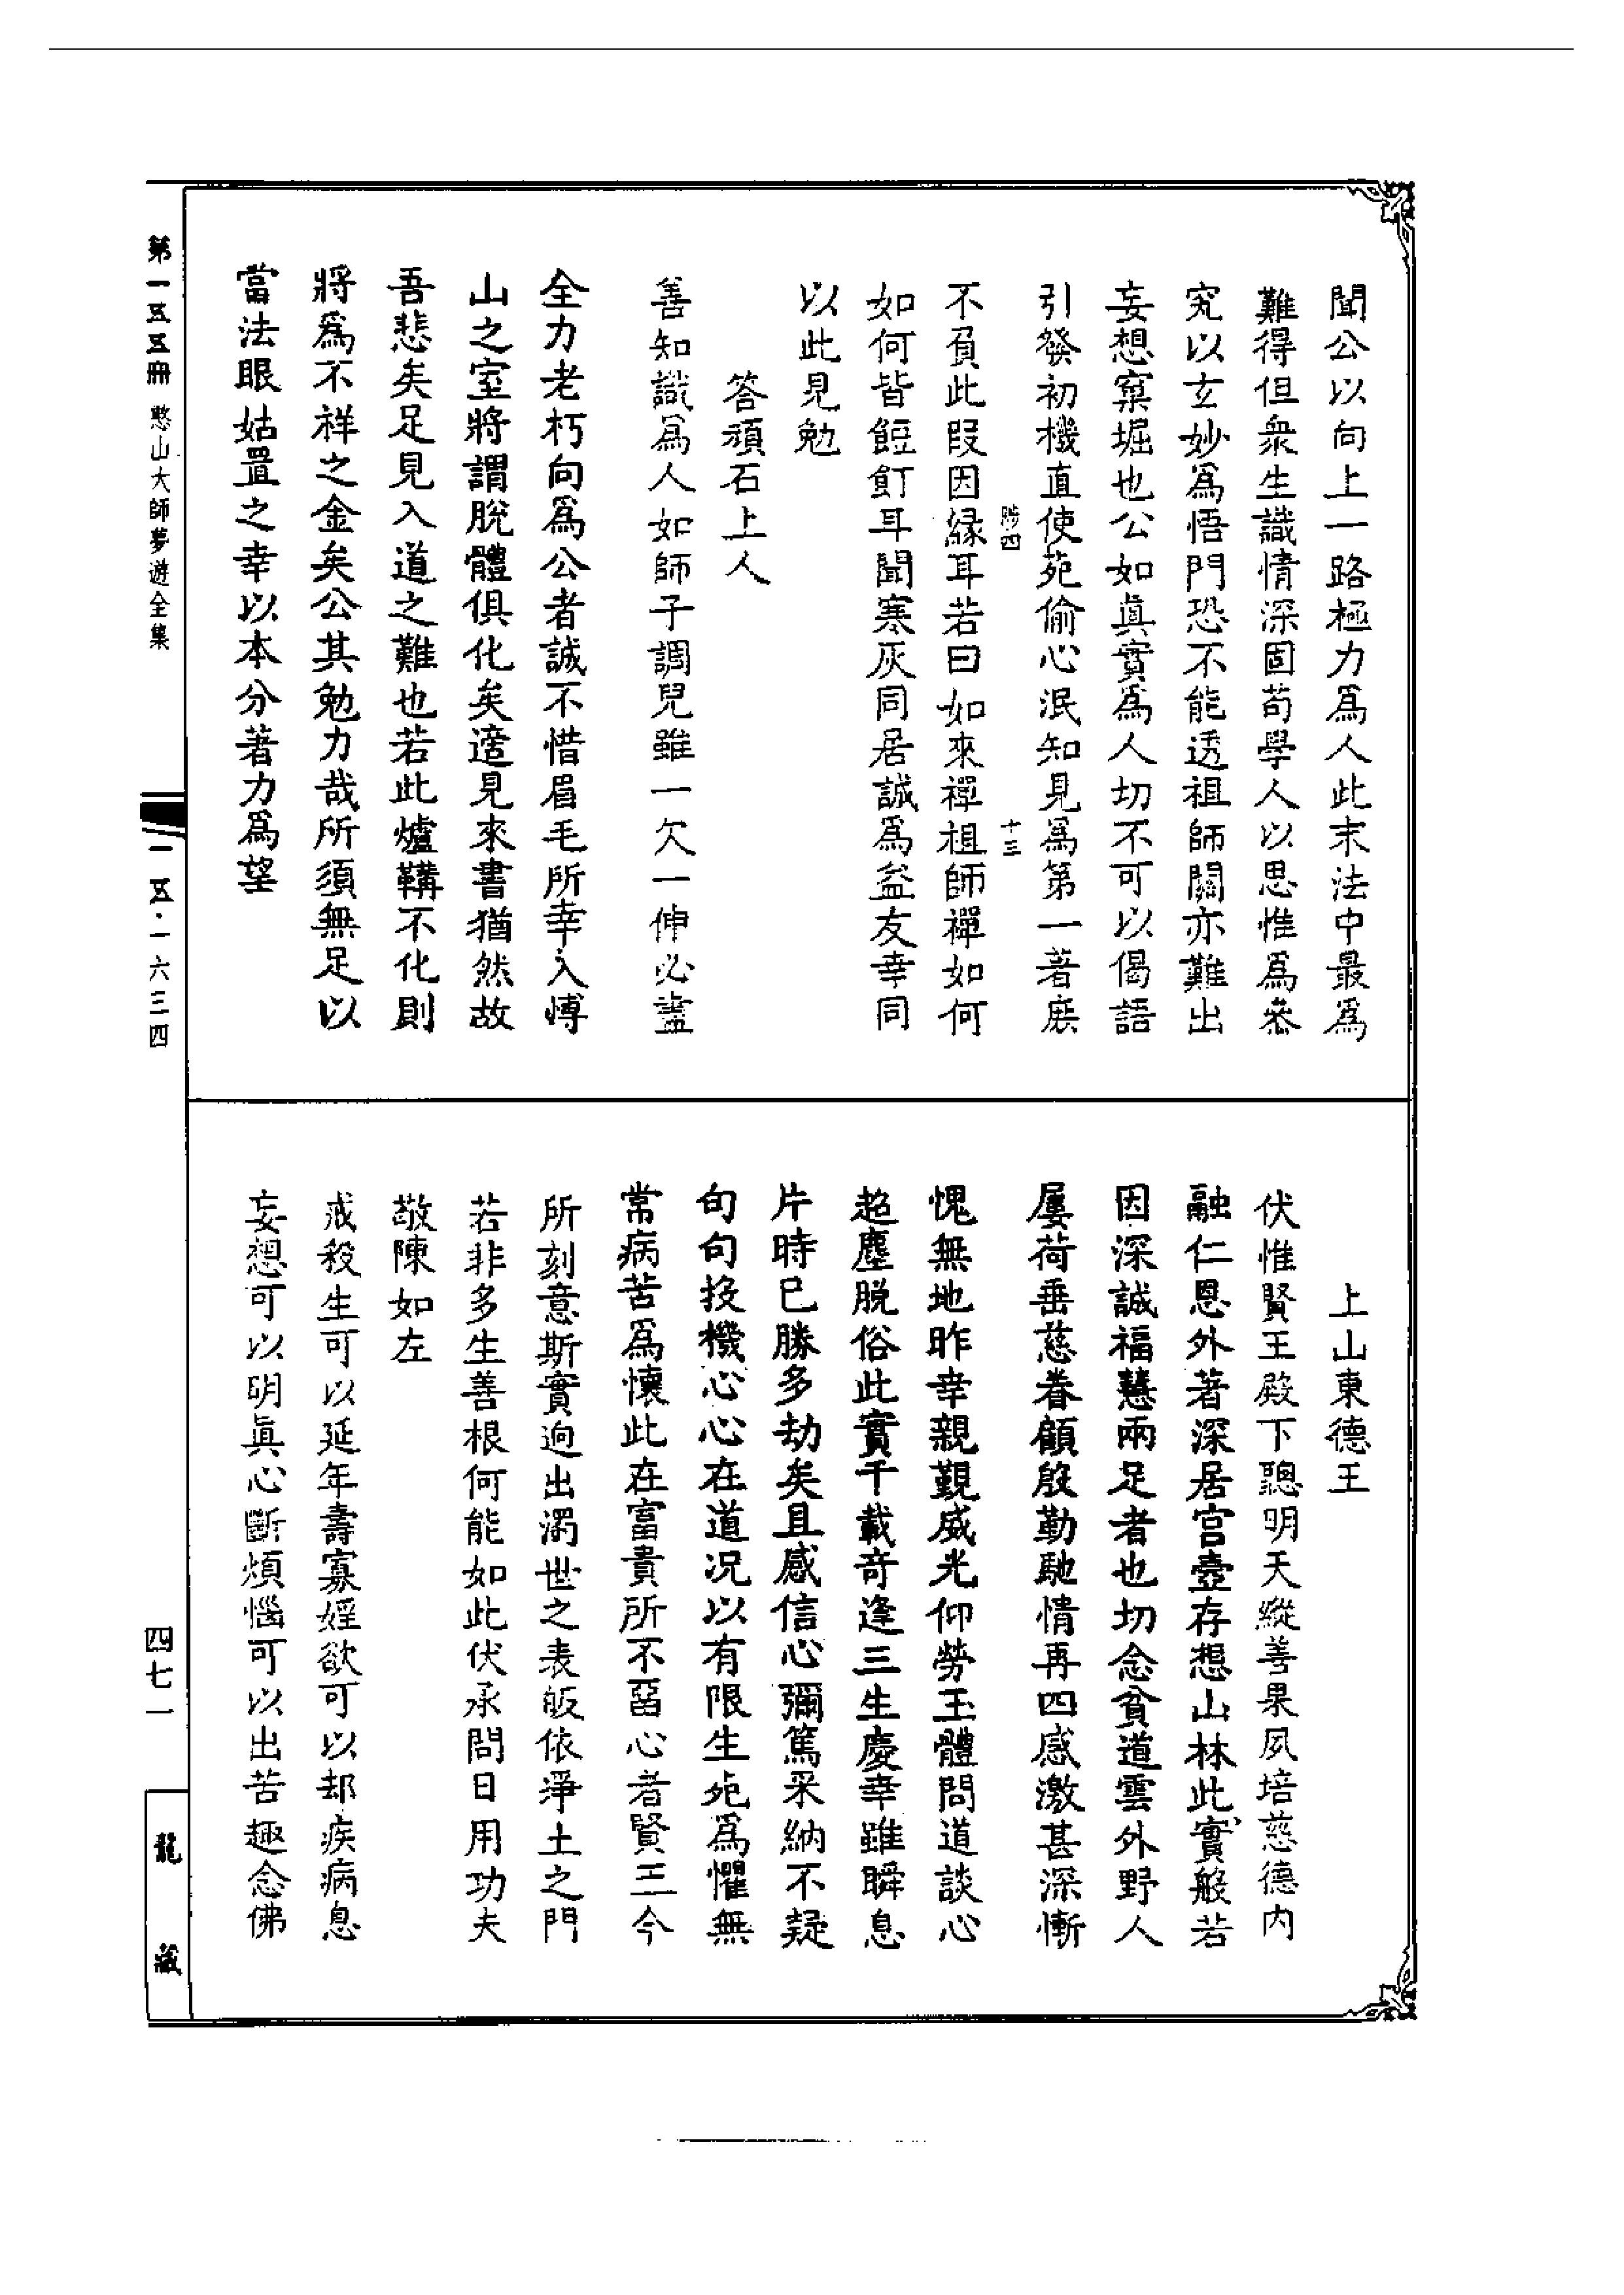 聞公以向上一路極力爲人此末法中最爲
難得但衆生識情深固苟學人以思惟爲叅
究以玄妙爲悟門恐不能透祖師關亦難出
妄想窠堀也公如眞實爲人切不可以偈語
引發初機直使死偷心泯知見爲第一著庶
四
十三
不負此叚因緣耳若曰如來禪祖師禪如何
如何皆餖飣耳聞寒灰同居誠爲益友幸同
以此見勉
答頑石上人
善知識爲人如師子調兒雖一欠一伸必盡
全力老朽向爲公者誠不惜眉毛所幸入博
山之室將謂脫體俱化矣適見來書猶然故
吾悲矣足見入道之難也若此爐鞴不化則
將爲不祥之金矣公其勉力哉所須無足以
當法眼姑置之幸以本分著力爲望
上山東德王
伏惟賢王殿下聰明天縱善果夙培慈德內
融仁恩外著深居宮壼存想山林此實般若
因深誠福慧兩足者也切念貧道雲外野人
屢荷垂慈眷顧殷勤馳情再四感激甚深慚
愧無地昨幸親覲威光仰勞玉體問道談心
超塵脫俗此實千載奇逢三生慶幸雖瞬息
片時已勝多劫矣且感信心彌篤采納不疑
句句投機心心在道况以有限生死爲懼無
常病苦爲懷此在富貴所不留心者賢王今
所刻意斯實逈出濁世之表皈依淨土之門
若非多生善根何能如此伏承問日用功夫
敬陳如左
戒殺生可以延年壽寡婬欲可以却疾病息
妄想可以明眞心斷煩惱可以出苦趣念佛
第一五五冊 憨山大師夢遊全集
一五·一六三四
四七一
龍藏